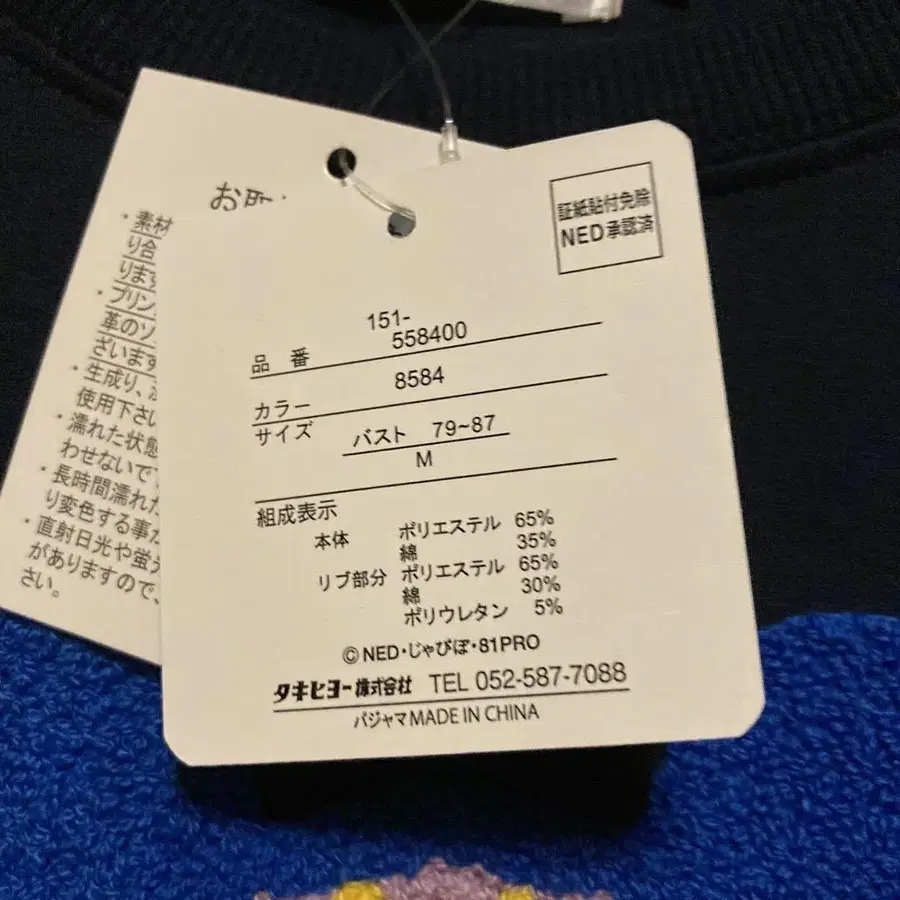 お取
・素材
り合
ります
・プリン
革のソ
ざいます
・生成り、
使用下さい
・濡れた状態
わせないで
・長時間濡れた
り変色する事が
・直射日光や蛍光
がありますので、
さい。
証紙貼付免除
NED承認済
151-
品 番 558400
カラー 8584
サイズ バスト 79~87
M
組成表示
本体 ポリエステル 65%
綿 35%
リブ部分 ポリエステル 65%
綿 30%
ポリウレタン 5%
©NED・じゃぴぽ・81PRO
タキヒヨー株式会社 TEL 052-587-7088
パジャマ MADE IN CHINA